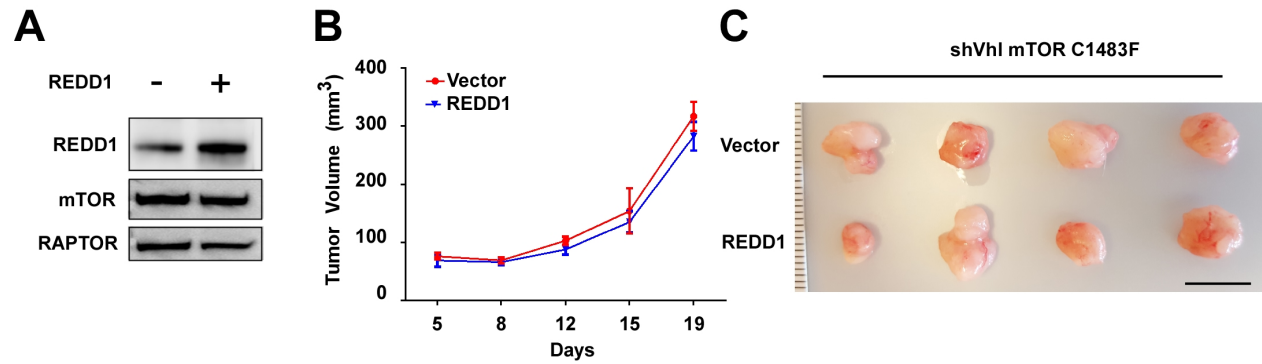 A
REDD1 - +
REDD1
mTOR
RAPTOR
B
Tumor Volume (mm3)
400
300
200
100
0
Vector
REDD1
5 8 12 15 19
Days
C
shVhl mTOR C1483F
Vector
REDD1